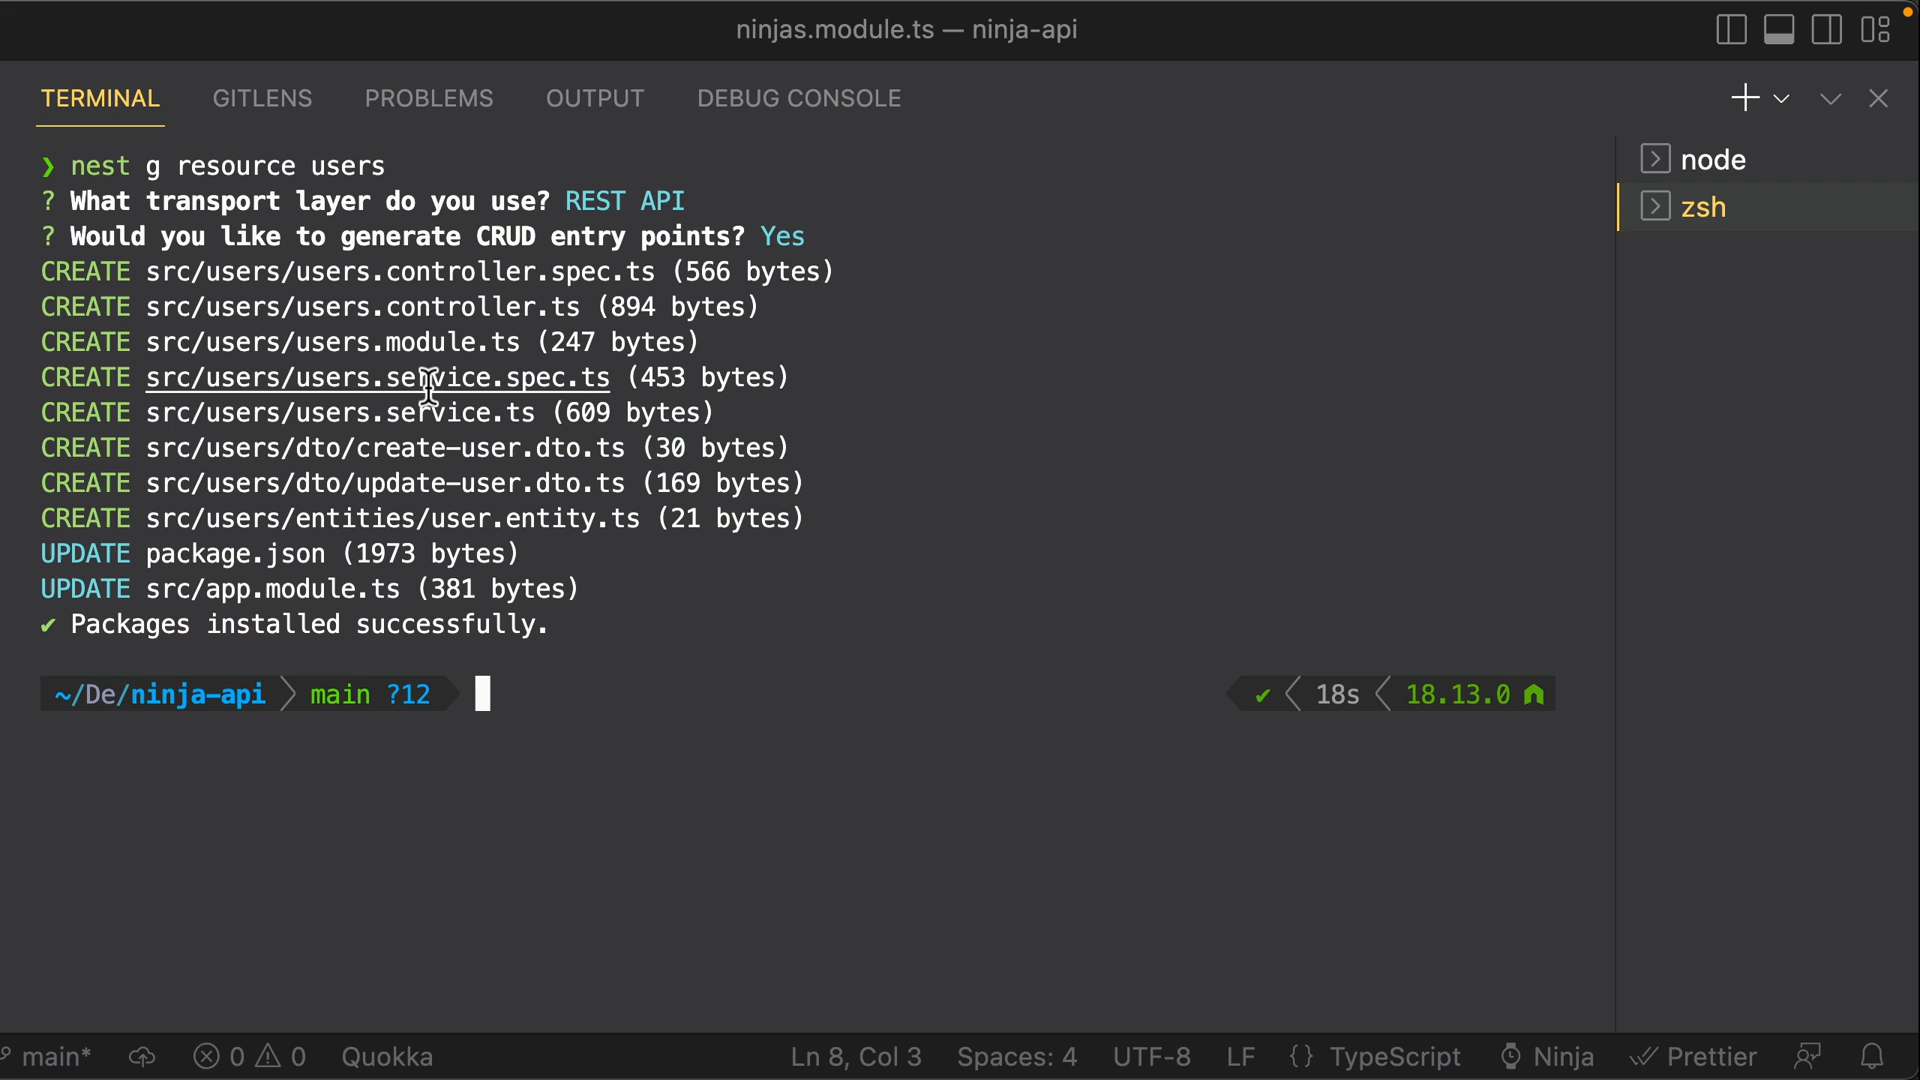 ninjas.module.ts — ninja-api
TERMINAL GITLENS PROBLEMS OUTPUT DEBUG CONSOLE
❯ nest g resource users
? What transport layer do you use? REST API
? Would you like to generate CRUD entry points? Yes
CREATE src/users/users.controller.spec.ts (566 bytes)
CREATE src/users/users.controller.ts (894 bytes)
CREATE src/users/users.module.ts (247 bytes)
CREATE src/users/users.service.spec.ts (453 bytes)
CREATE src/users/users.service.ts (609 bytes)
CREATE src/users/dto/create-user.dto.ts (30 bytes)
CREATE src/users/dto/update-user.dto.ts (169 bytes)
CREATE src/users/entities/user.entity.ts (21 bytes)
UPDATE package.json (1973 bytes)
UPDATE src/app.module.ts (381 bytes)
✔ Packages installed successfully.
~/De/ninja-api main ?12 ✔ 18s 18.13.0
node
zsh
main* 0 0 Quokka Ln 8, Col 3 Spaces: 4 UTF-8 LF {} TypeScript Ninja Prettier